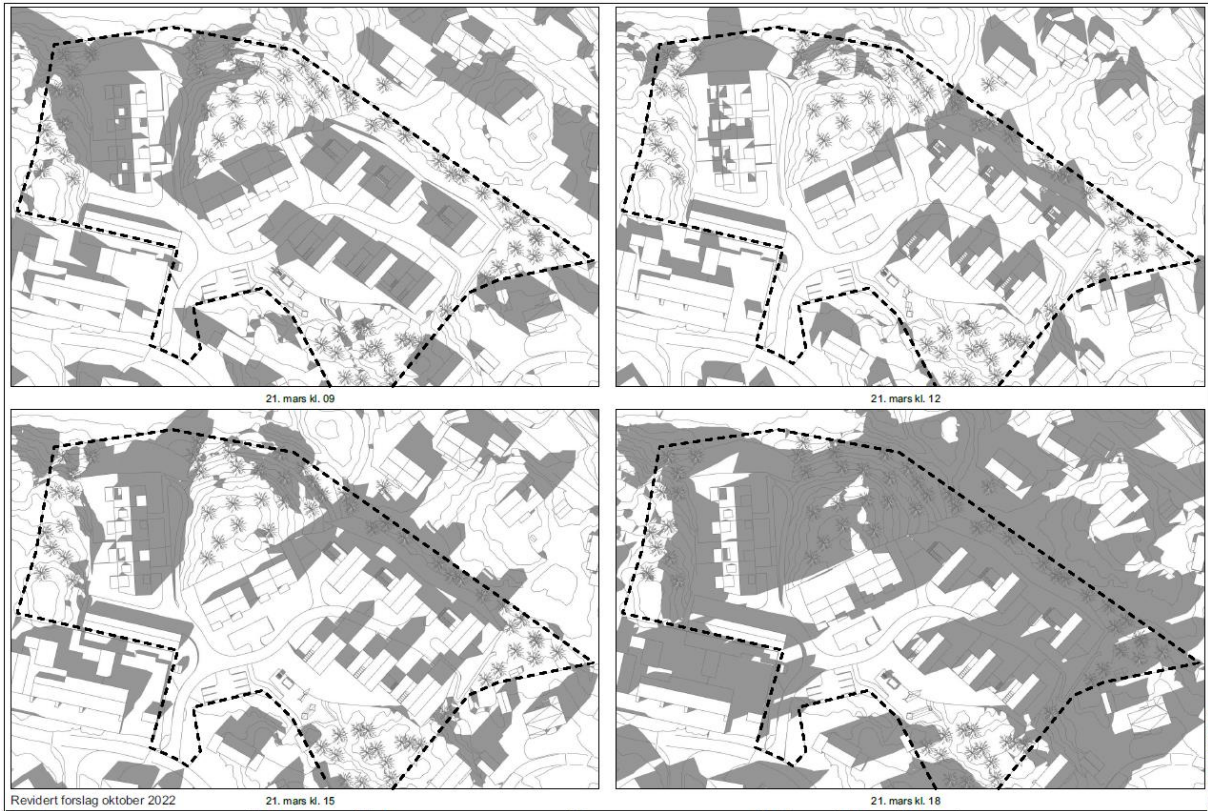 21. mars kl. 09
21. mars kl. 12
Revidert forslag oktober 2022
21. mars kl. 15
21. mars kl. 18